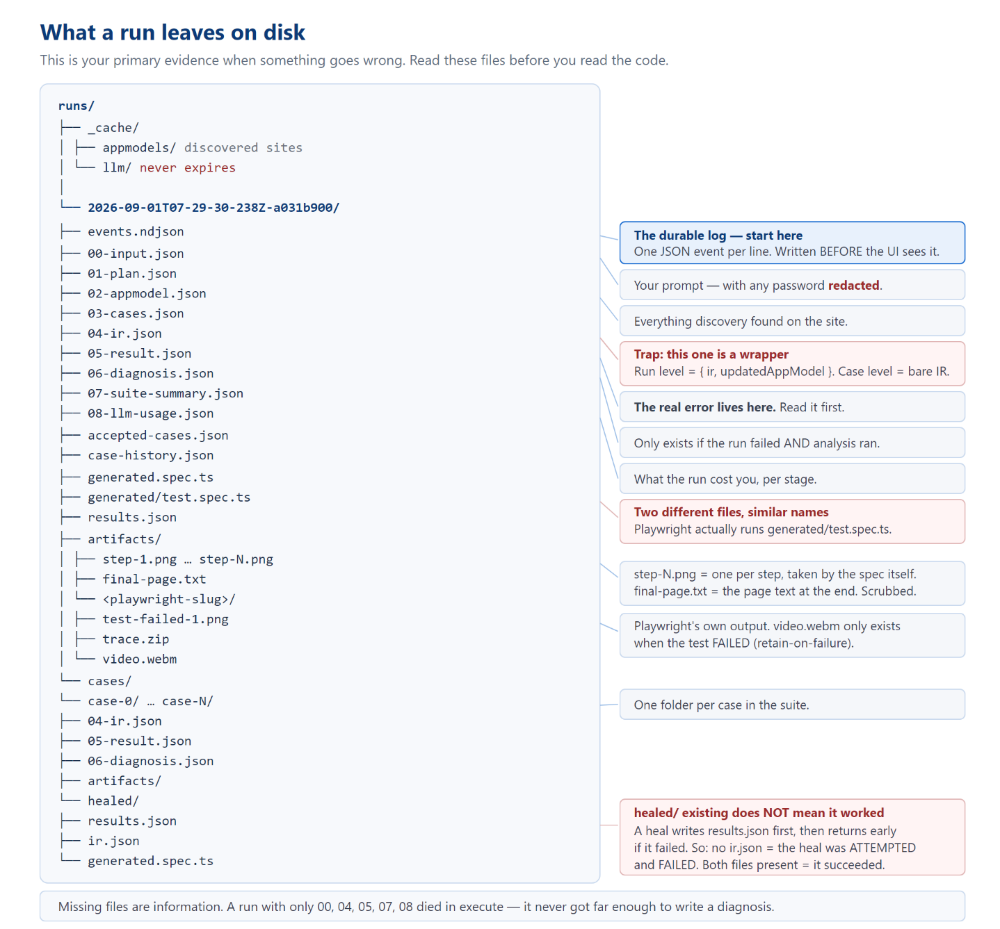 What a run leaves on disk
This is your primary evidence when something goes wrong. Read these files before you read the code.
runs/
├── _cache/
│ ├── appmodels/ discovered sites
│ └── llm/ never expires
│
└── 2026-09-01T07-29-30-238Z-a031b900/
├── events.ndjson
├── 00-input.json
├── 01-plan.json
├── 02-appmodel.json
├── 03-cases.json
├── 04-ir.json
├── 05-result.json
├── 06-diagnosis.json
├── 07-suite-summary.json
├── 08-llm-usage.json
├── accepted-cases.json
├── case-history.json
├── generated.spec.ts
├── generated/test.spec.ts
├── results.json
├── artifacts/
│ ├── step-1.png … step-N.png
│ ├── final-page.txt
│ └── <playwright-slug>/
│ ├── test-failed-1.png
│ ├── trace.zip
│ └── video.webm
└── cases/
└── case-0/ … case-N/
├── 04-ir.json
├── 05-result.json
├── 06-diagnosis.json
├── artifacts/
└── healed/
├── results.json
├── ir.json
└── generated.spec.ts
The durable log — start here
One JSON event per line. Written BEFORE the UI sees it.
Your prompt — with any password redacted.
Everything discovery found on the site.
Trap: this one is a wrapper
Run level = { ir, updatedAppModel }. Case level = bare IR.
The real error lives here. Read it first.
Only exists if the run failed AND analysis ran.
What the run cost you, per stage.
Two different files, similar names
Playwright actually runs generated/test.spec.ts.
step-N.png = one per step, taken by the spec itself.
final-page.txt = the page text at the end. Scrubbed.
Playwright's own output. video.webm only exists
when the test FAILED (retain-on-failure).
One folder per case in the suite.
healed/ existing does NOT mean it worked
A heal writes results.json first, then returns early
if it failed. So: no ir.json = the heal was ATTEMPTED
and FAILED. Both files present = it succeeded.
Missing files are information. A run with only 00, 04, 05, 07, 08 died in execute — it never got far enough to write a diagnosis.